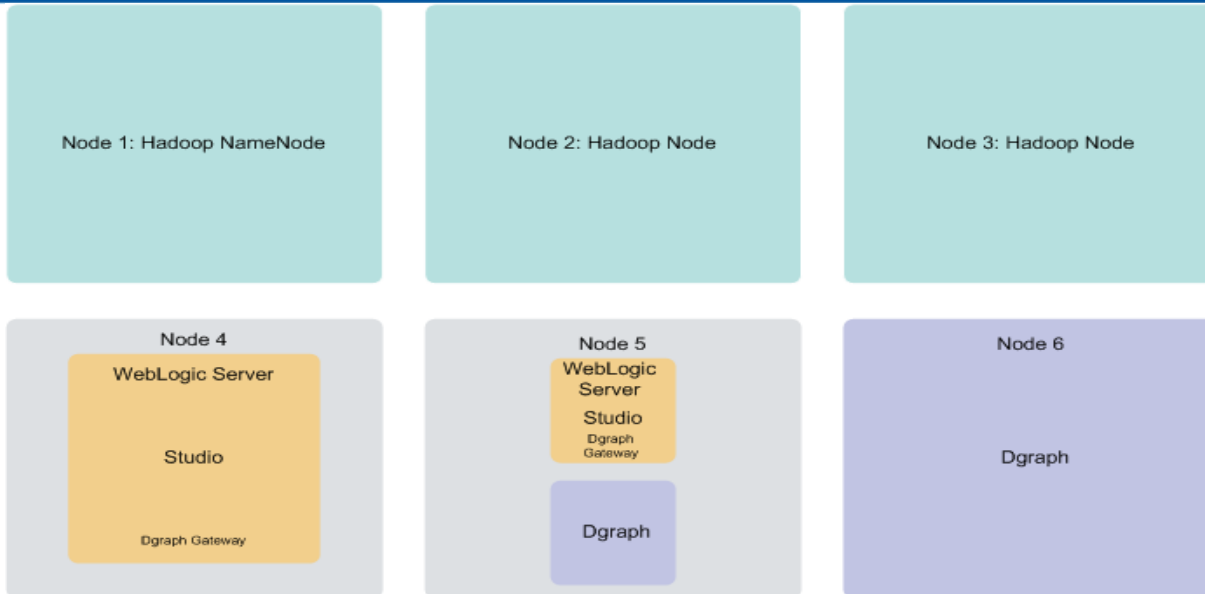 Node 1: Hadoop NameNode
Node 2: Hadoop Node
Node 3: Hadoop Node
Node 4
WebLogic Server
Studio
Dgraph Gateway
Node 5
WebLogic
Server
Studio
Dgraph
Gateway
Dgraph
Node 6
Dgraph